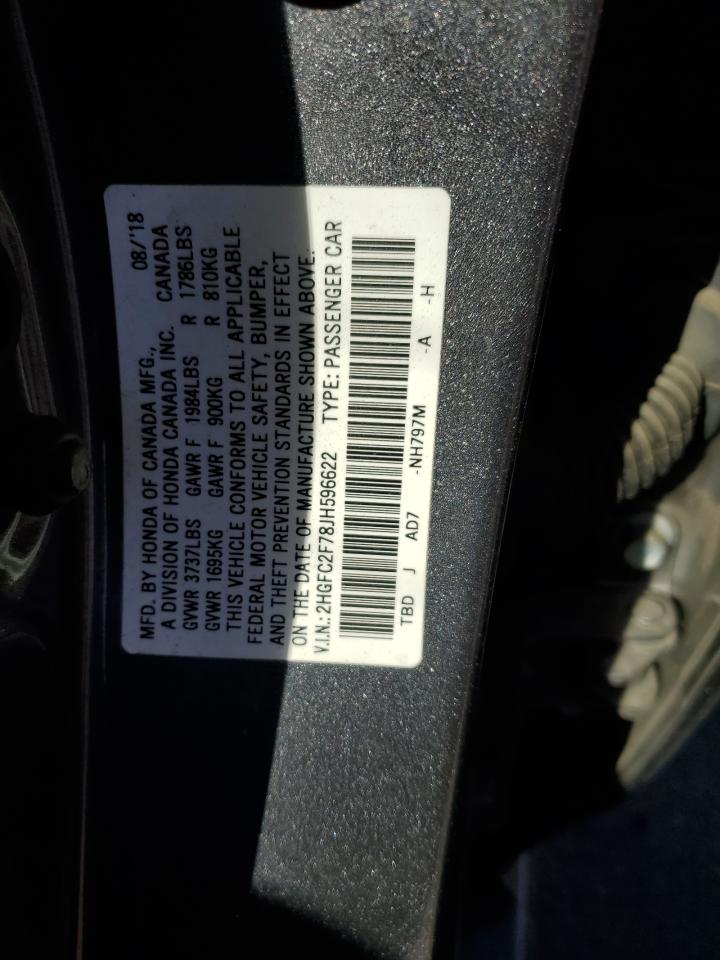 MFD. BY HONDA OF CANADA MFG., 08/'18
A DIVISION OF HONDA CANADA INC. CANADA
GVWR 3737LBS GAWR F 1984LBS R 1786LBS
GVWR 1695KG GAWR F 900KG R 810KG
THIS VEHICLE CONFORMS TO ALL APPLICABLE
FEDERAL MOTOR VEHICLE SAFETY, BUMPER,
AND THEFT PREVENTION STANDARDS IN EFFECT
ON THE DATE OF MANUFACTURE SHOWN ABOVE.
V.I.N.: 2HGFC2F78JH596622 TYPE: PASSENGER CAR
TBD J AD7 -NH797M -A -H